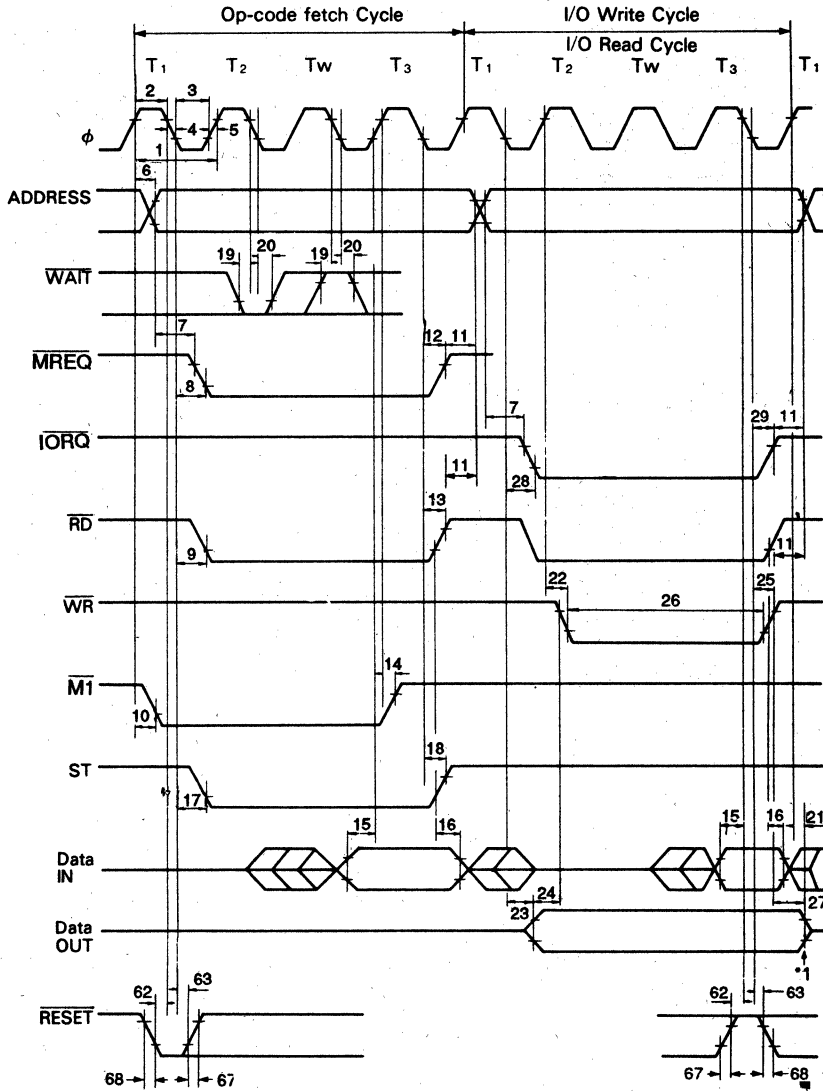 Op-code fetch Cycle I/O Write Cycle
I/O Read Cycle
T1 T2 TW T3 T1 T2 TW T3 T1
2 3
φ
4 5
1
6
ADDRESS
19 20 19 20
WAIT
7 12 11
MREQ
8 7 29 11
IORQ
11 28
13
RD
9 11
22 26 25
WR
14
M1
10
18
ST
17
15 16 15 16 21
Data
IN
23 24 27
Data
OUT
*1
62 63 62 63
RESET
68 67 67 68